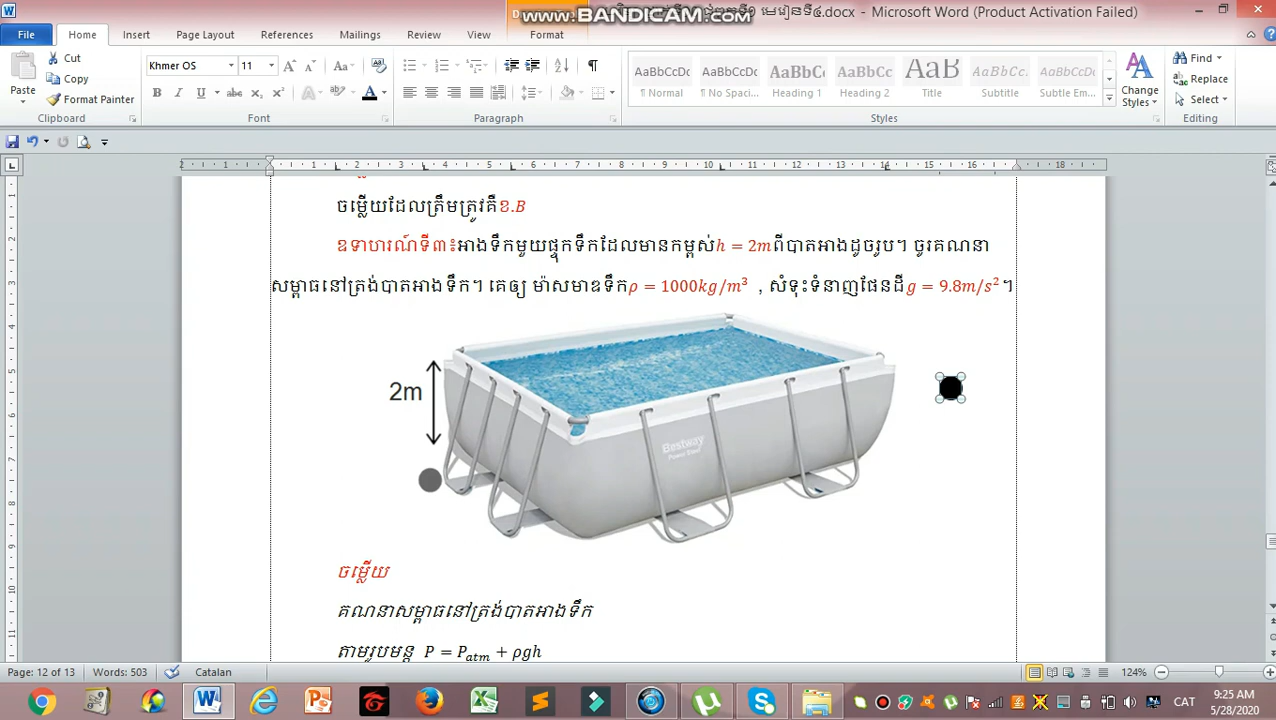 www.BANDICAM.com
.docx - Microsoft Word (Product Activation Failed)
File Home Insert Page Layout References Mailings Review View Format
Paste
Cut
Copy
Format Painter
Clipboard
Khmer OS 11
Font
Paragraph
AaBbCcDc AaBbCcDc AaBbCc AaBbCc AaB AaBbCcDc AaBbCcDc
¶ Normal ¶ No Spaci... Heading 1 Heading 2 Title Subtitle Subtle Em...
Styles
Change Styles
Find
Replace
Select
Editing
ចម្លើយដែលត្រឹមត្រូវគឺខ.B
ឧទាហរណ៍ទី៣៖អាងទឹកមួយផ្ទុកទឹកដែលមានកម្ពស់h = 2mពីបាតអាងដូចរូប។ ចូរគណនា
សម្ពាធនៅត្រង់បាតអាងទឹក។ គេឲ្យ ម៉ាសមាឌទឹកρ = 1000kg/m³ , សំទុះទំនាញផែនដីg = 9.8m/s²។
2m
Bestway
Power Steel
ចម្លើយ
គណនាសម្ពាធនៅត្រង់បាតអាងទឹក
តាមរូបមន្ត P = Patm + ρgh
Page: 12 of 13 Words: 503 Catalan 124%
CAT
9:25 AM
5/28/2020